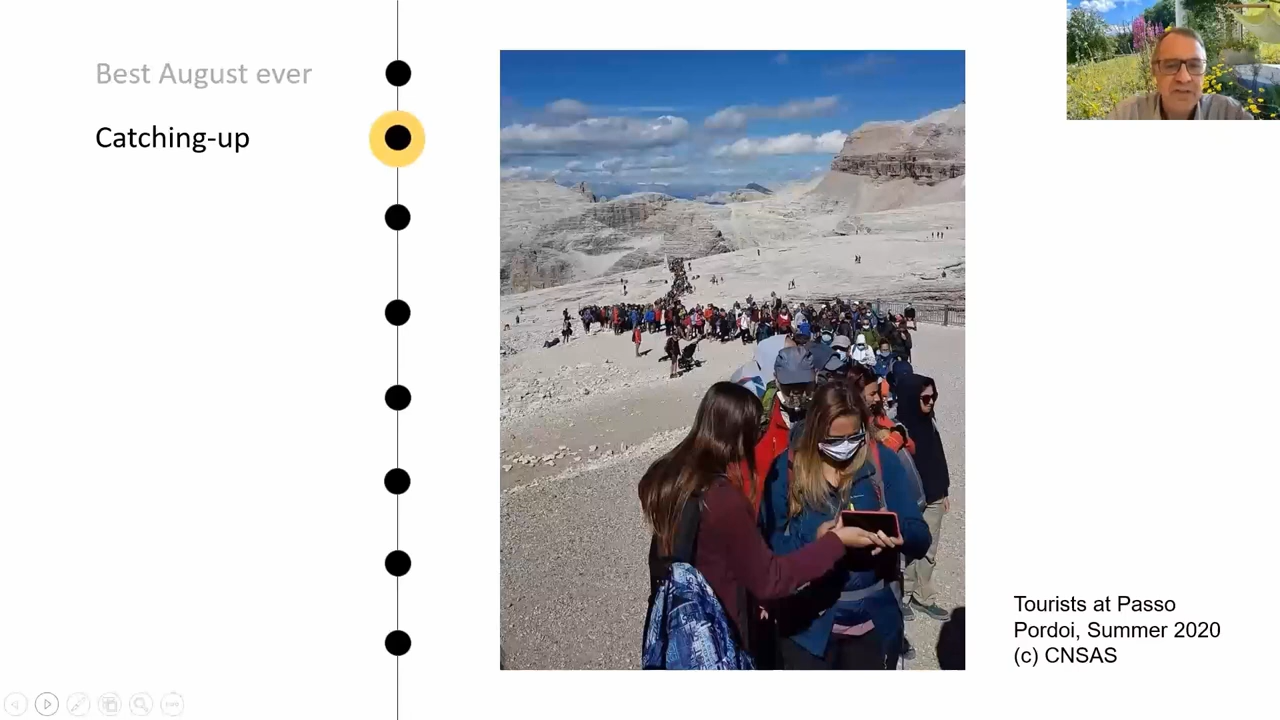 Best August ever
Catching-up
Tourists at Passo
Pordoi, Summer 2020
(c) CNSAS